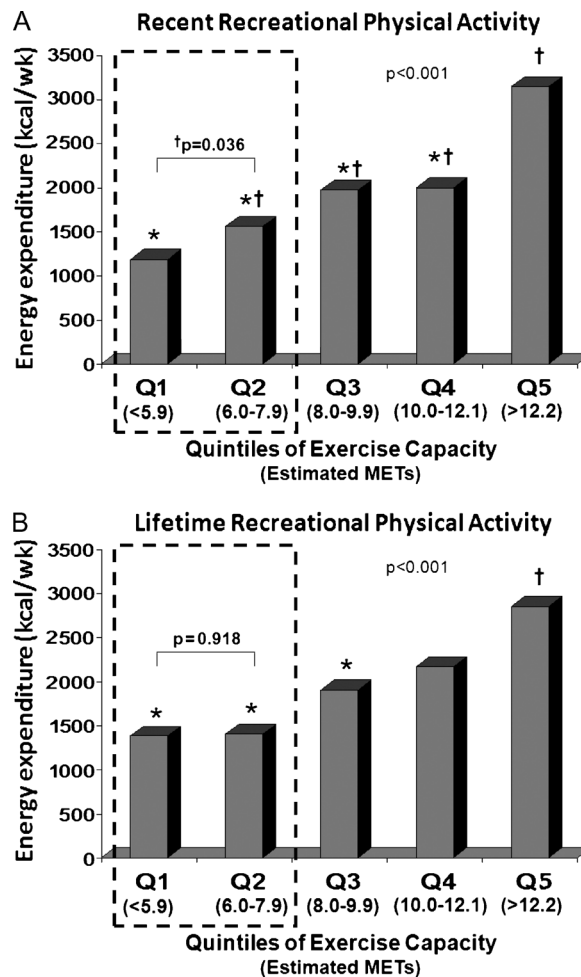 A Recent Recreational Physical Activity
Energy expenditure (kcal/wk)
3500
3000
2500
2000
1500
1000
500
0
p<0.001
†p=0.036
*
*†
*†
*†
†
Q1 Q2 Q3 Q4 Q5
(<5.9) (6.0-7.9) (8.0-9.9) (10.0-12.1) (>12.2)
Quintiles of Exercise Capacity
(Estimated METs)
B Lifetime Recreational Physical Activity
Energy expenditure (kcal/wk)
3500
3000
2500
2000
1500
1000
500
0
p<0.001
p=0.918
*
*
*
†
Q1 Q2 Q3 Q4 Q5
(<5.9) (6.0-7.9) (8.0-9.9) (10.0-12.1) (>12.2)
Quintiles of Exercise Capacity
(Estimated METs)